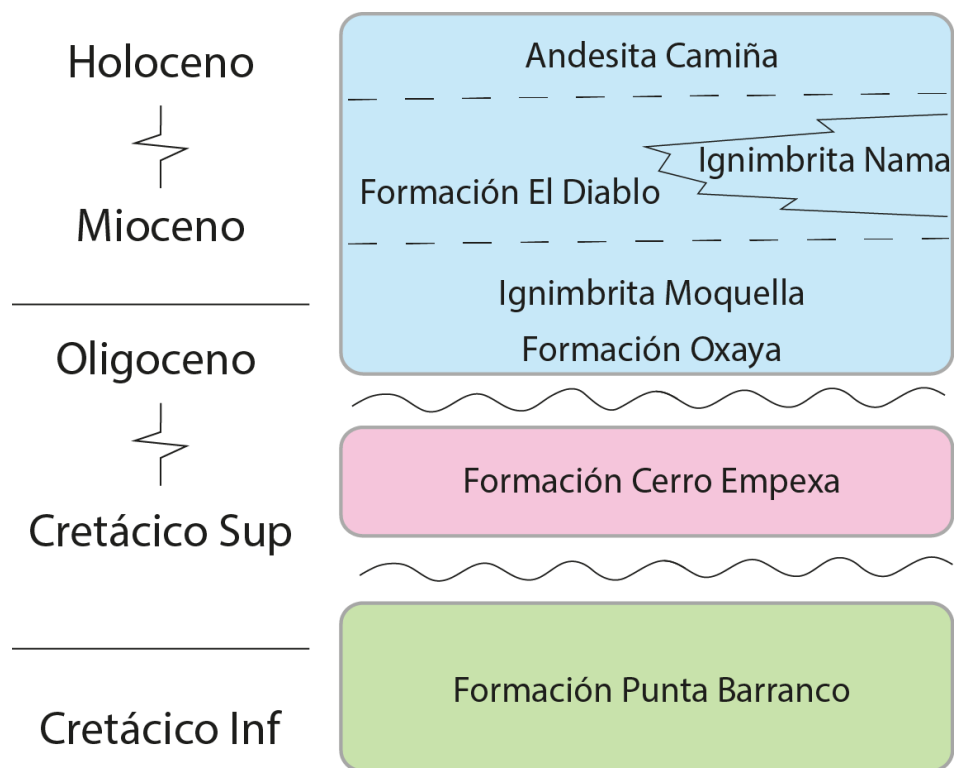 Holoceno
Mioceno
Oligoceno
Cretácico Sup
Cretácico Inf
Andesita Camiña
Ignimbrita Nama
Formación El Diablo
Ignimbrita Moquella
Formación Oxaya
Formación Cerro Empexa
Formación Punta Barranco